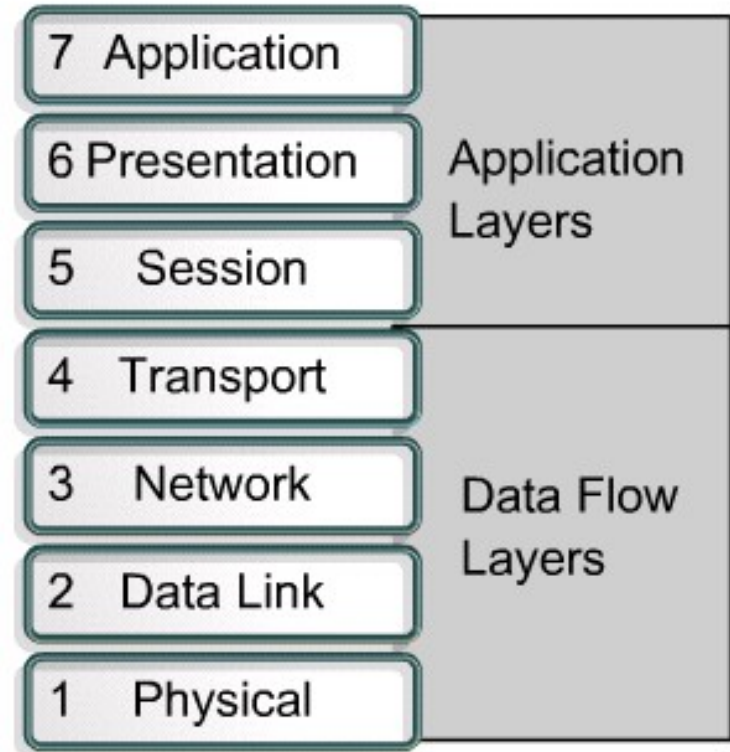 7 Application
6 Presentation
5 Session
Application
Layers
4 Transport
3 Network
2 Data Link
1 Physical
Data Flow
Layers